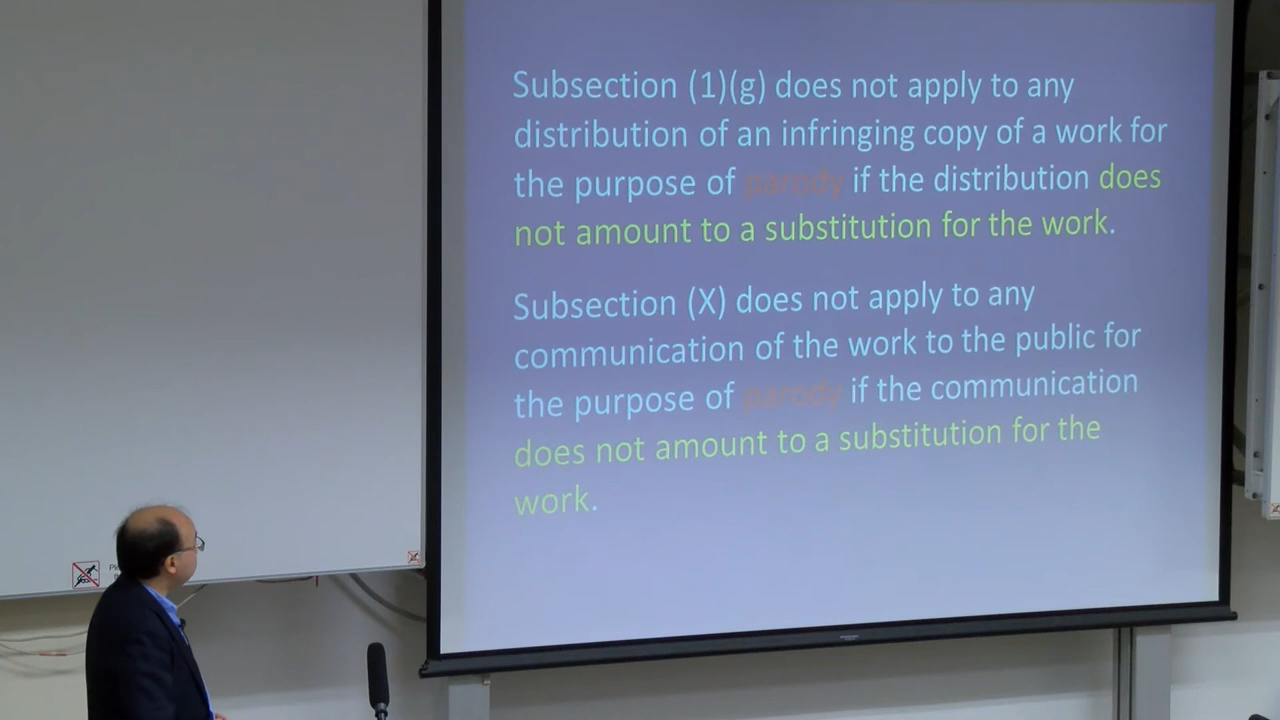 Subsection (1)(g) does not apply to any
distribution of an infringing copy of a work for
the purpose of parody if the distribution does
not amount to a substitution for the work.
Subsection (X) does not apply to any
communication of the work to the public for
the purpose of parody if the communication
does not amount to a substitution for the
work.